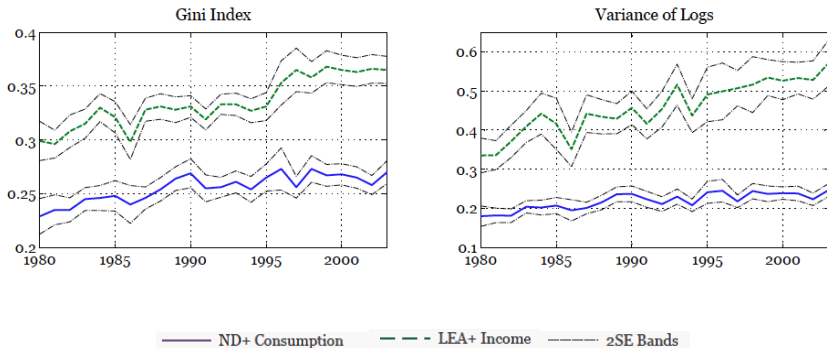 Gini Index
0.4
0.35
0.3
0.25
0.2
1980 1985 1990 1995 2000
Variance of Logs
0.6
0.5
0.4
0.3
0.2
0.1
1980 1985 1990 1995 2000
ND+ Consumption LEA+ Income 2SE Bands